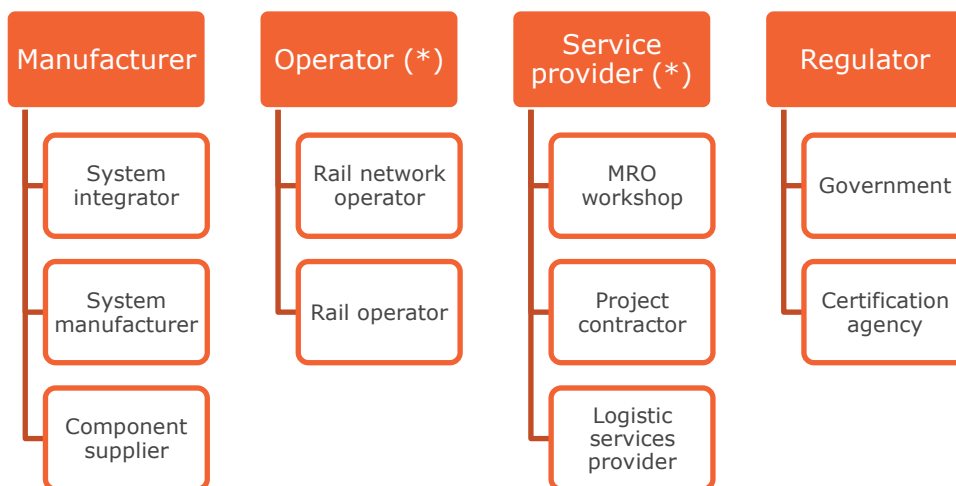 Manufacturer
System
integrator
System
manufacturer
Component
supplier
Operator (*)
Rail network
operator
Rail operator
Service
provider (*)
MRO
workshop
Project
contractor
Logistic
services
provider
Regulator
Government
Certification
agency